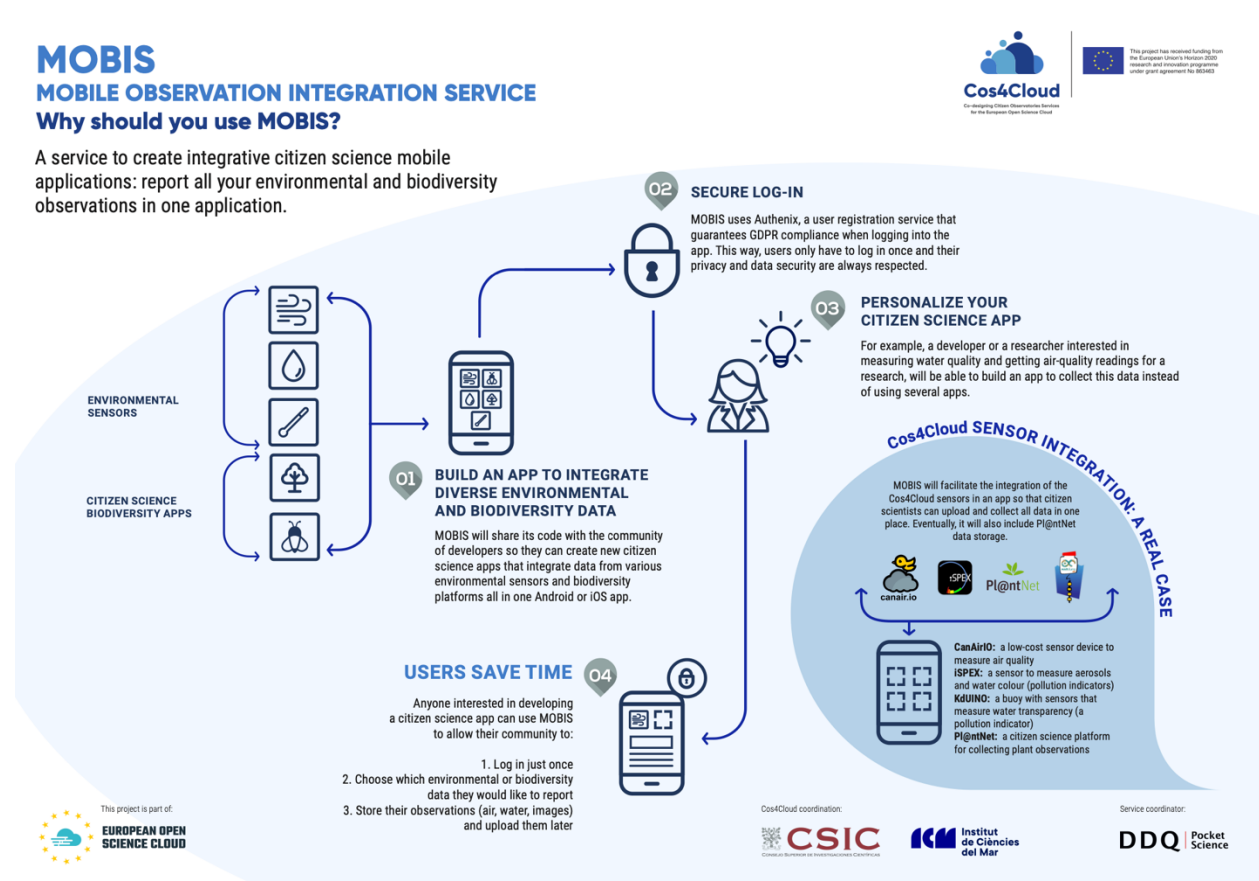 MOBIS
MOBILE OBSERVATION INTEGRATION SERVICE
Why should you use MOBIS?
A service to create integrative citizen science mobile
applications: report all your environmental and biodiversity
observations in one application.
Cos4Cloud
Co-designing Citizen Observatories Services
for the European Open Science Cloud
This project has received funding from
the European Union's Horizon 2020
research and innovation programme
under grant agreement No 863463
02
SECURE LOG-IN
MOBIS uses Authenix, a user registration service that
guarantees GDPR compliance when logging into the
app. This way, users only have to log in once and their
privacy and data security are always respected.
03
PERSONALIZE YOUR
CITIZEN SCIENCE APP
For example, a developer or a researcher interested in
measuring water quality and getting air-quality readings for a
research, will be able to build an app to collect this data instead
of using several apps.
ENVIRONMENTAL
SENSORS
CITIZEN SCIENCE
BIODIVERSITY APPS
01
BUILD AN APP TO INTEGRATE
DIVERSE ENVIRONMENTAL
AND BIODIVERSITY DATA
MOBIS will share its code with the community
of developers so they can create new citizen
science apps that integrate data from various
environmental sensors and biodiversity
platforms all in one Android or iOS app.
Cos4Cloud SENSOR INTEGRATION: A REAL CASE
MOBIS will facilitate the integration of the
Cos4Cloud sensors in an app so that citizen
scientists can upload and collect all data in one
place. Eventually, it will also include Pl@ntNet
data storage.
canair.io
iSPEX
Pl@ntNet
CanAirIO: a low-cost sensor device to
measure air quality
iSPEX: a sensor to measure aerosols
and water colour (pollution indicators)
KdUINO: a buoy with sensors that
measure water transparency (a
pollution indicator)
Pl@ntNet: a citizen science platform
for collecting plant observations
USERS SAVE TIME
04
Anyone interested in developing
a citizen science app can use MOBIS
to allow their community to:
1. Log in just once
2. Choose which environmental or biodiversity
data they would like to report
3. Store their observations (air, water, images)
and upload them later
This project is part of:
EUROPEAN OPEN
SCIENCE CLOUD
Cos4Cloud coordination:
CSIC
CONSEJO SUPERIOR DE INVESTIGACIONES CIENTÍFICAS
ICM
Institut
de Ciències
del Mar
Service coordinator:
DDQ
Pocket
Science